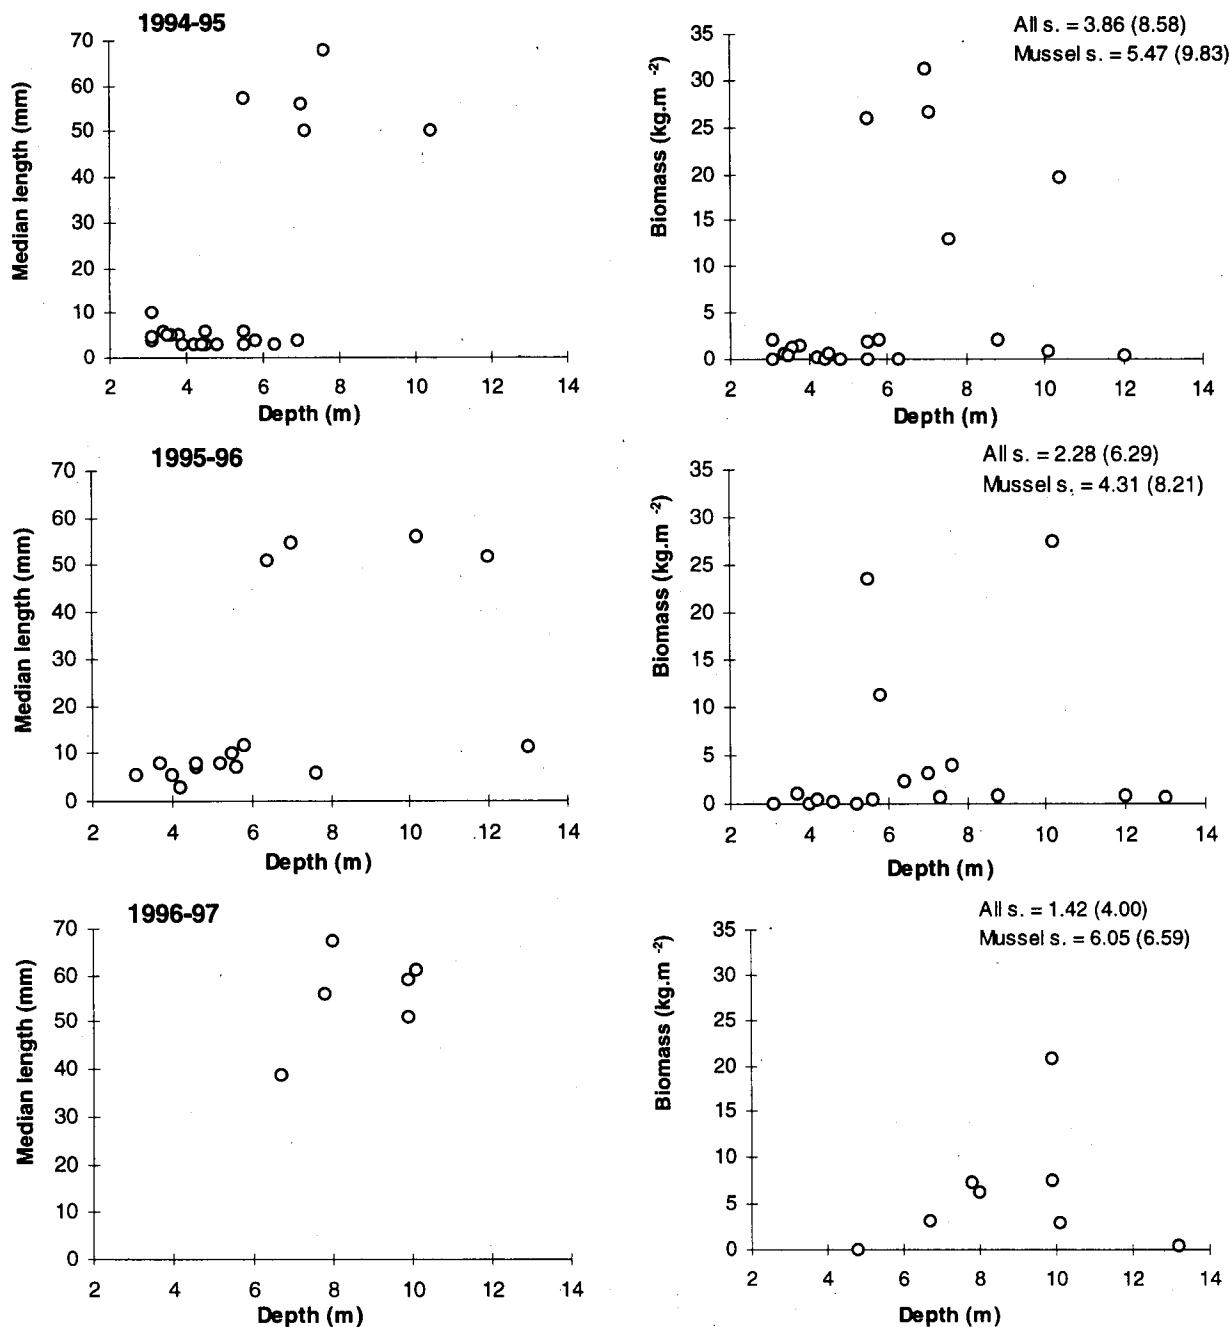 1994-95
Median length (mm)
70
60
50
40
30
20
10
0
2 4 6 8 10 12 14
Depth (m)
All s. = 3.86 (8.58)
Mussel s. = 5.47 (9.83)
Biomass (kg.m -2)
35
30
25
20
15
10
5
0
2 4 6 8 10 12 14
Depth (m)
1995-96
Median length (mm)
70
60
50
40
30
20
10
0
2 4 6 8 10 12 14
Depth (m)
All s. = 2.28 (6.29)
Mussel s. = 4.31 (8.21)
Biomass (kg.m -2)
35
30
25
20
15
10
5
0
2 4 6 8 10 12 14
Depth (m)
1996-97
Median length (mm)
70
60
50
40
30
20
10
0
2 4 6 8 10 12 14
Depth (m)
All s. = 1.42 (4.00)
Mussel s. = 6.05 (6.59)
Biomass (kg.m -2)
35
30
25
20
15
10
5
0
2 4 6 8 10 12 14
Depth (m)